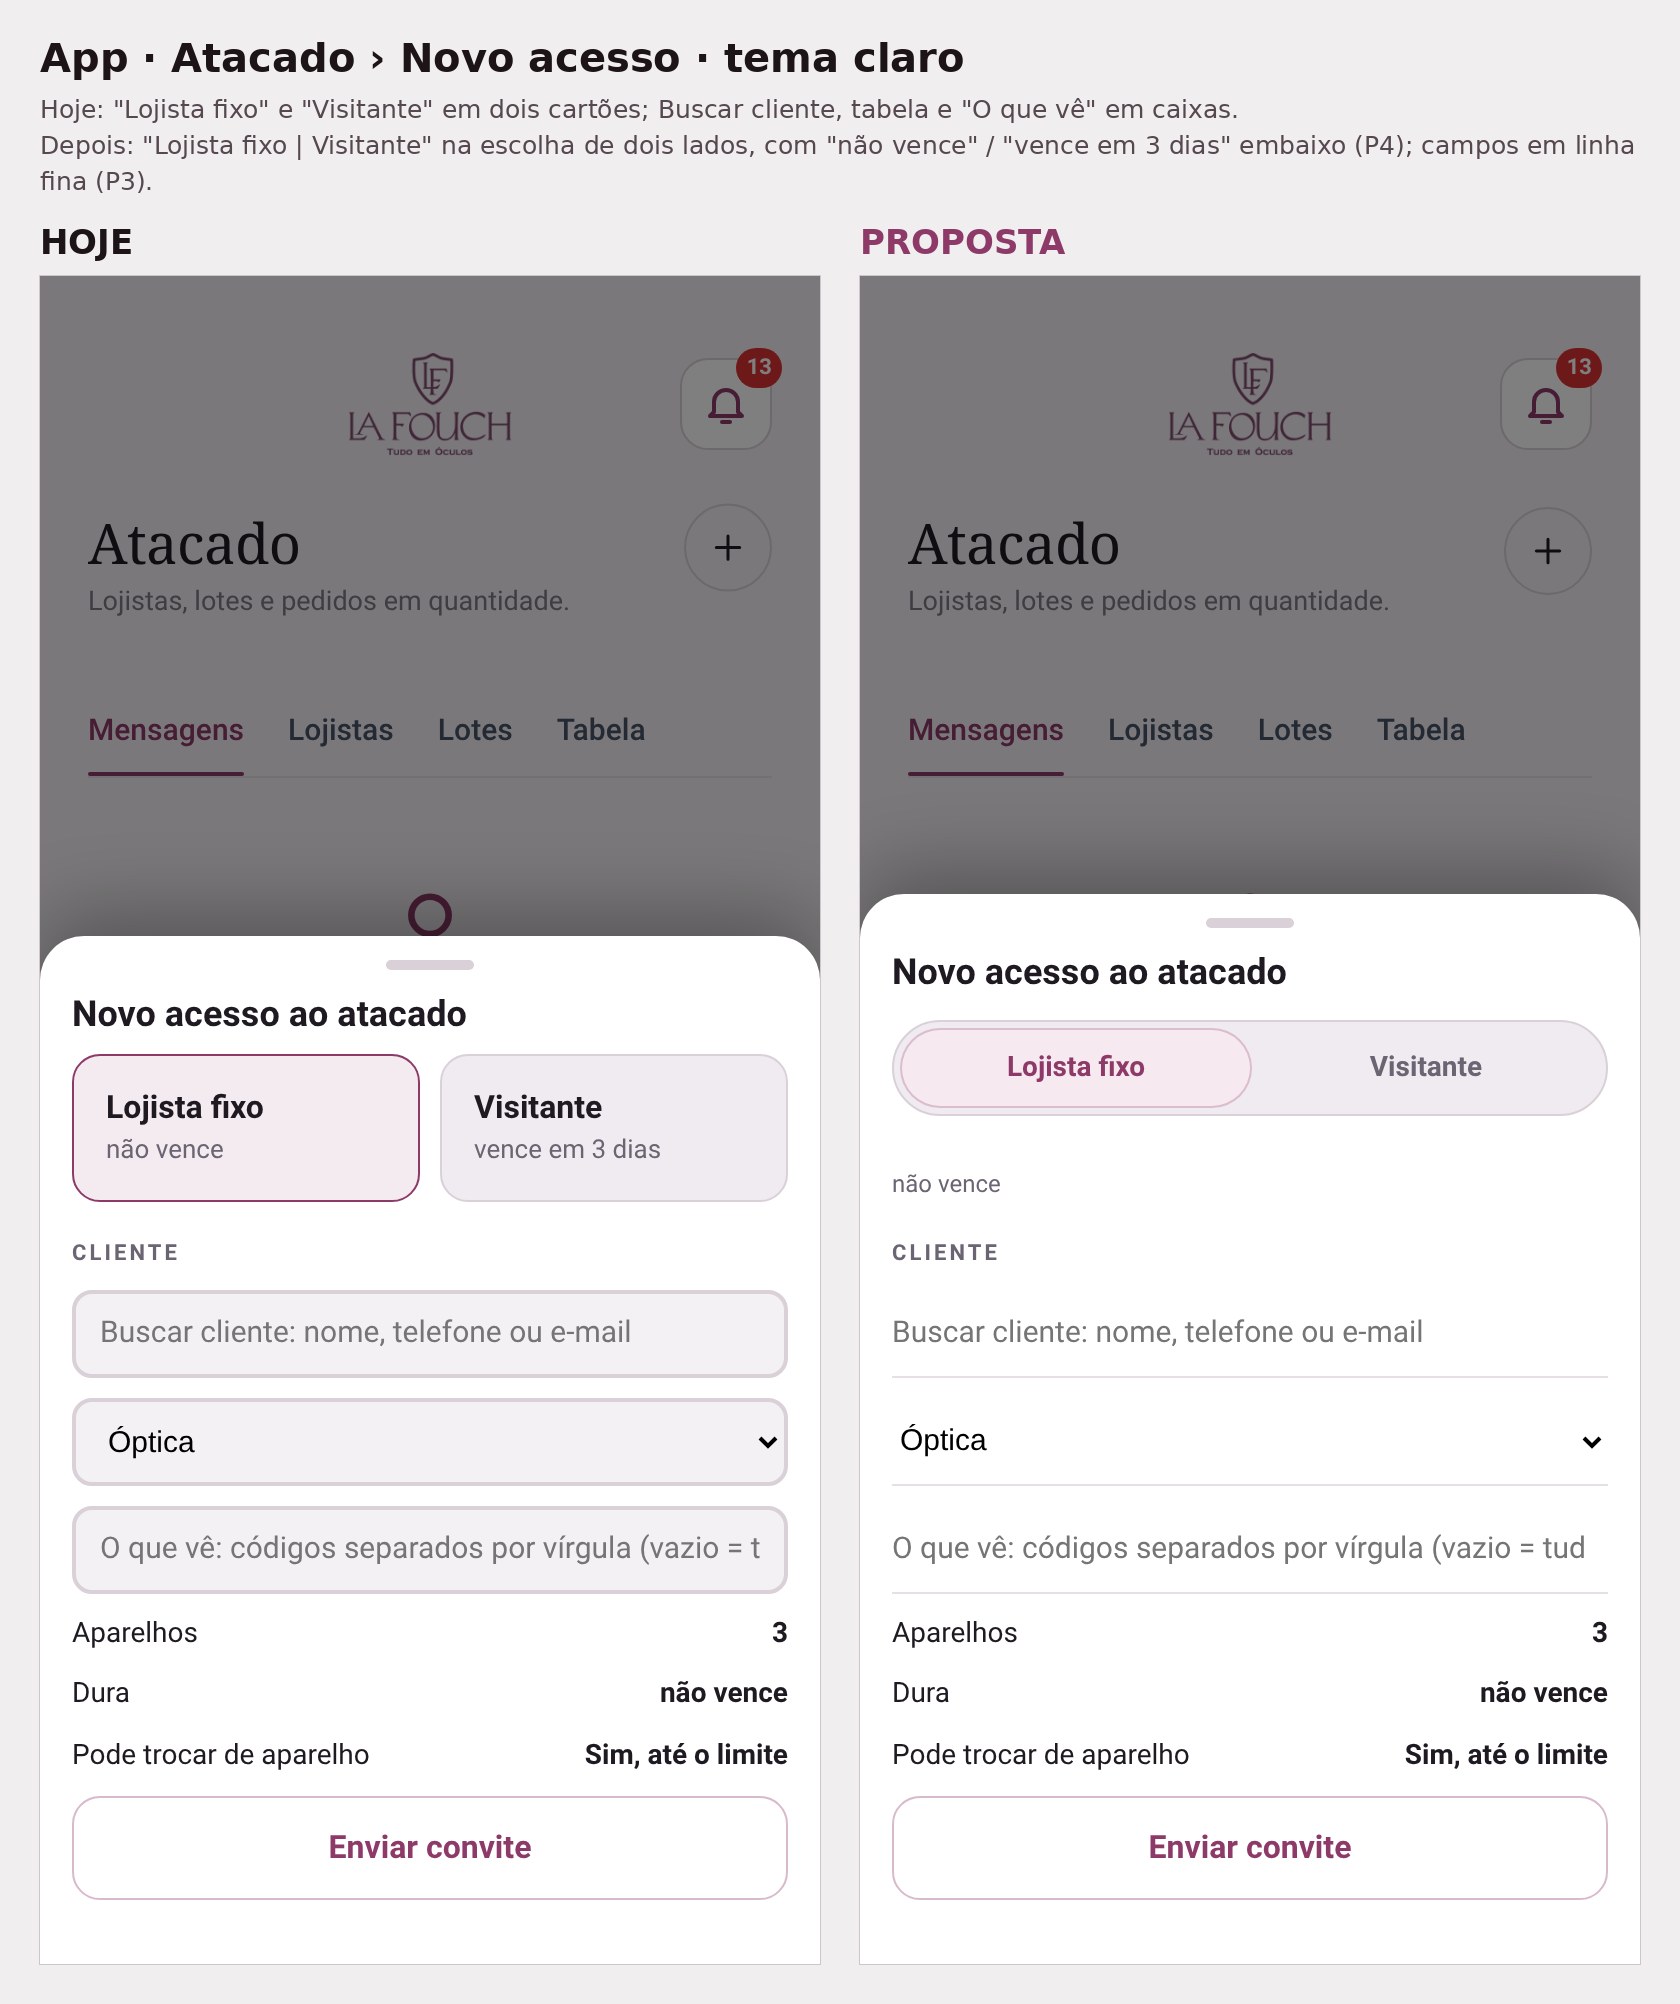 App · Atacado › Novo acesso · tema claro
Hoje: "Lojista fixo" e "Visitante" em dois cartões; Buscar cliente, tabela e "O que vê" em caixas.
Depois: "Lojista fixo | Visitante" na escolha de dois lados, com "não vence" / "vence em 3 dias" embaixo (P4); campos em linha
fina (P3).
HOJE
13
LF
LA FOUCH
TUDO EM ÓCULOS
Atacado
+
Lojistas, lotes e pedidos em quantidade.
Mensagens Lojistas Lotes Tabela
Novo acesso ao atacado
Lojista fixo
não vence
Visitante
vence em 3 dias
CLIENTE
Buscar cliente: nome, telefone ou e-mail
Óptica
O que vê: códigos separados por vírgula (vazio = t
Aparelhos 3
Dura não vence
Pode trocar de aparelho Sim, até o limite
Enviar convite
PROPOSTA
13
LF
LA FOUCH
TUDO EM ÓCULOS
Atacado
+
Lojistas, lotes e pedidos em quantidade.
Mensagens Lojistas Lotes Tabela
Novo acesso ao atacado
Lojista fixo Visitante
não vence
CLIENTE
Buscar cliente: nome, telefone ou e-mail
Óptica
O que vê: códigos separados por vírgula (vazio = tud
Aparelhos 3
Dura não vence
Pode trocar de aparelho Sim, até o limite
Enviar convite